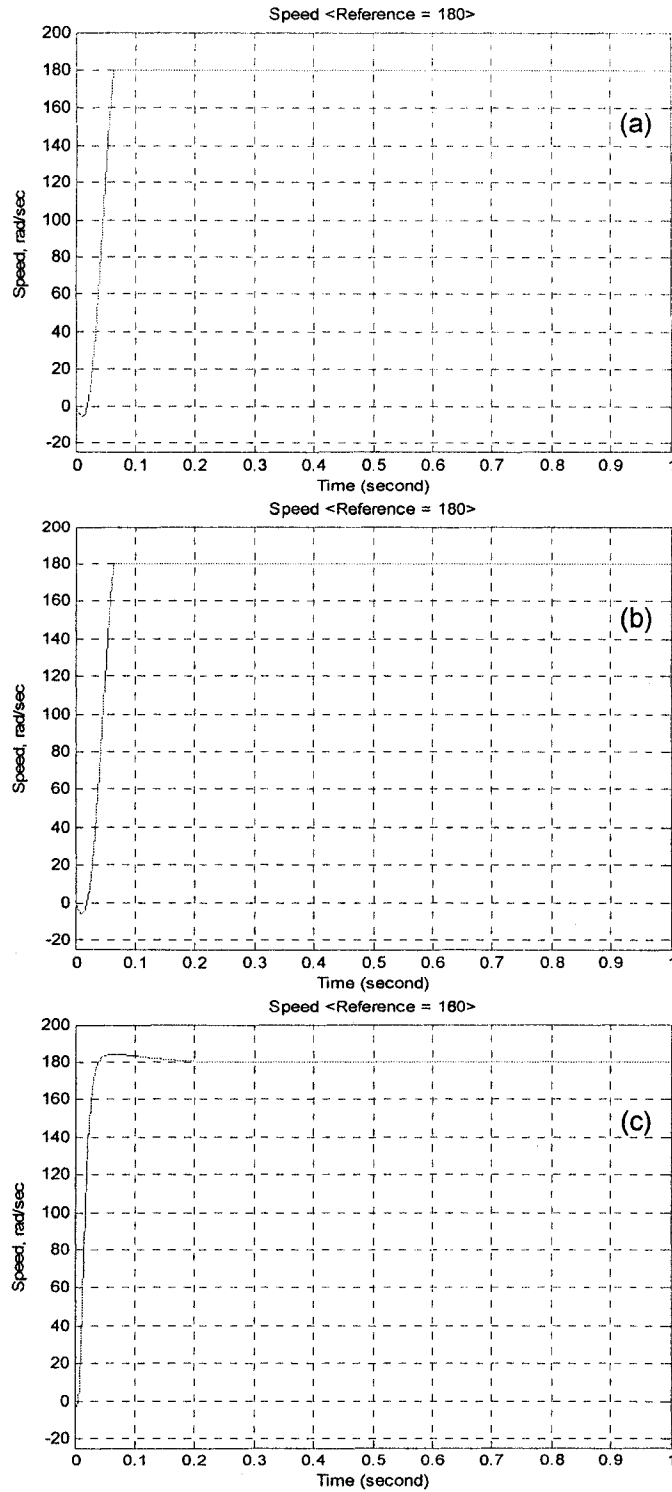 Speed <Reference = 180>
200
180
160
140
120
100
80
60
40
20
0
-20
Speed, rad/sec
(a)
0 0.1 0.2 0.3 0.4 0.5 0.6 0.7 0.8 0.9 1
Time (second)
Speed <Reference = 180>
200
180
160
140
120
100
80
60
40
20
0
-20
Speed, rad/sec
(b)
0 0.1 0.2 0.3 0.4 0.5 0.6 0.7 0.8 0.9 1
Time (second)
Speed <Reference = 160>
200
180
160
140
120
100
80
60
40
20
0
-20
Speed, rad/sec
(c)
0 0.1 0.2 0.3 0.4 0.5 0.6 0.7 0.8 0.9 1
Time (second)